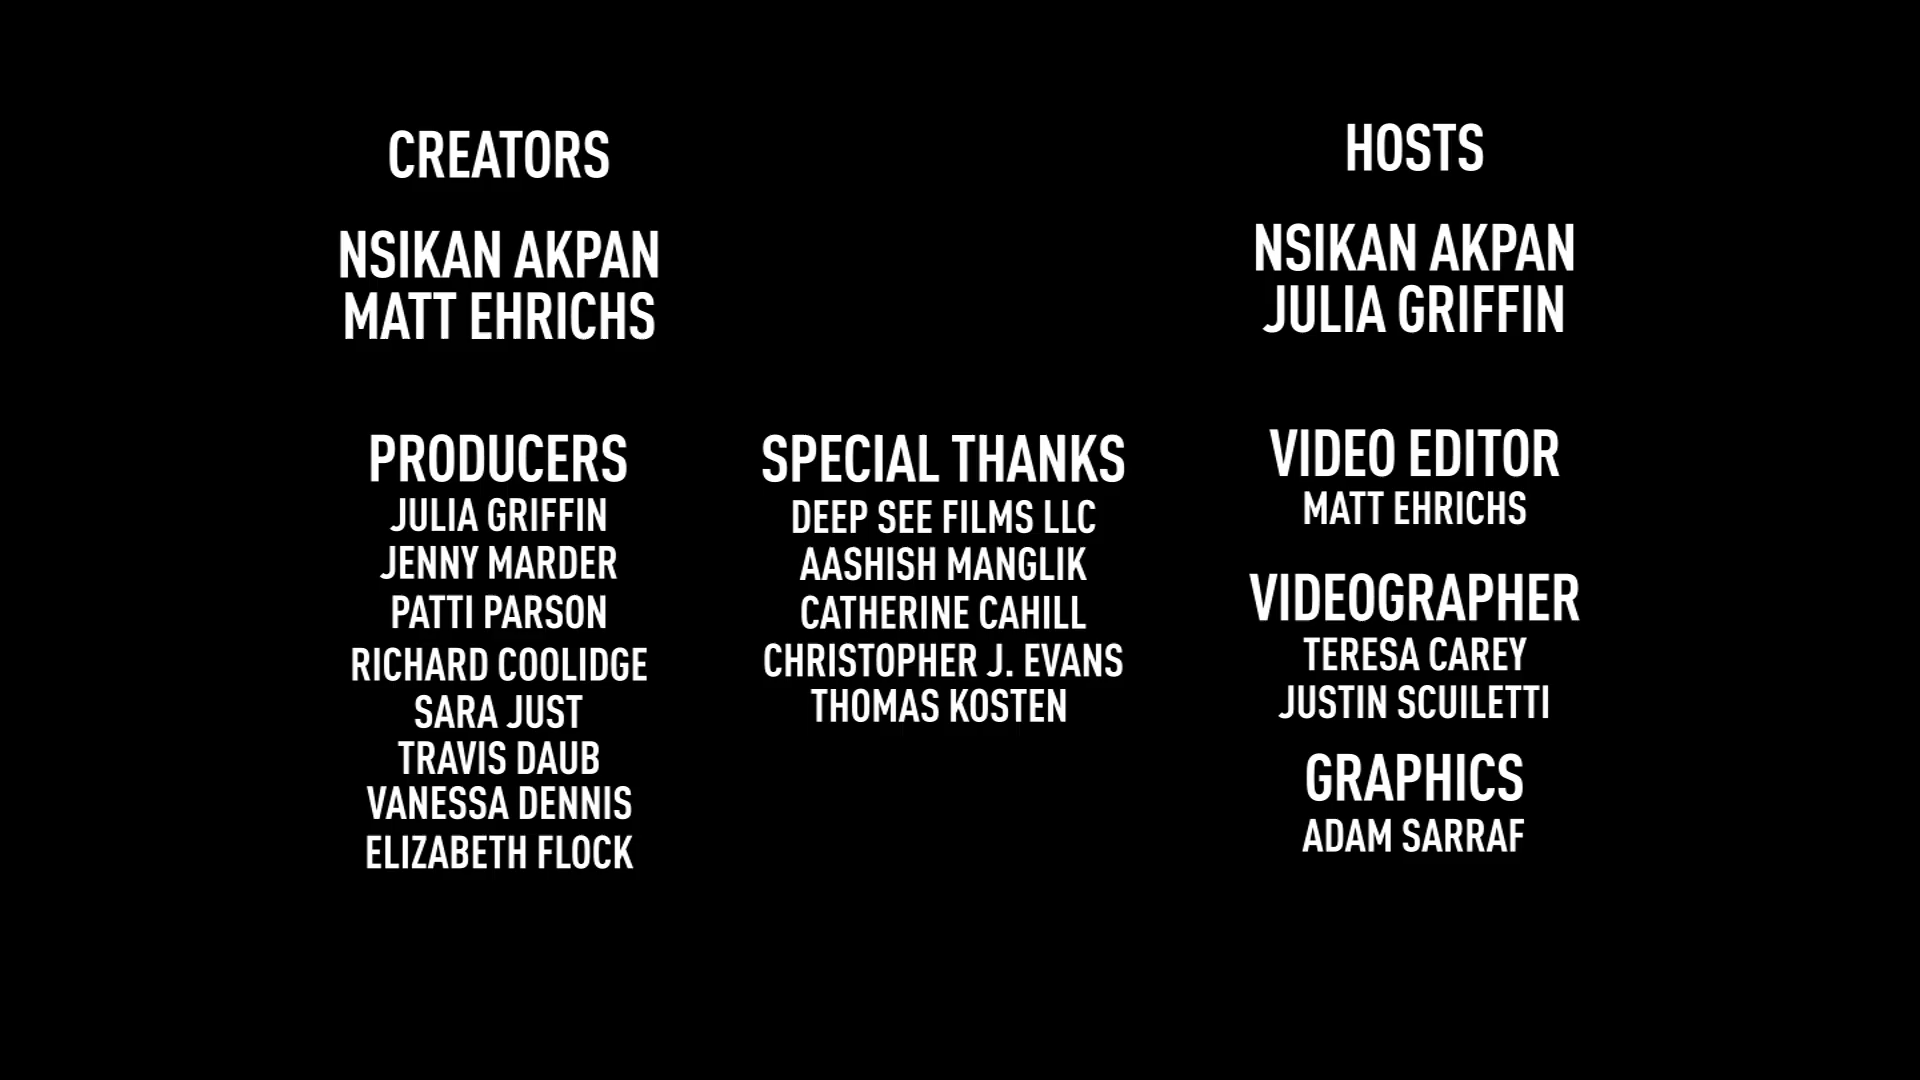 CREATORS
NSIKAN AKPAN
MATT EHRICHS
HOSTS
NSIKAN AKPAN
JULIA GRIFFIN
PRODUCERS
JULIA GRIFFIN
JENNY MARDER
PATTI PARSON
RICHARD COOLIDGE
SARA JUST
TRAVIS DAUB
VANESSA DENNIS
ELIZABETH FLOCK
SPECIAL THANKS
DEEP SEE FILMS LLC
AASHISH MANGLIK
CATHERINE CAHILL
CHRISTOPHER J. EVANS
THOMAS KOSTEN
VIDEO EDITOR
MATT EHRICHS
VIDEOGRAPHER
TERESA CAREY
JUSTIN SCUILETTI
GRAPHICS
ADAM SARRAF